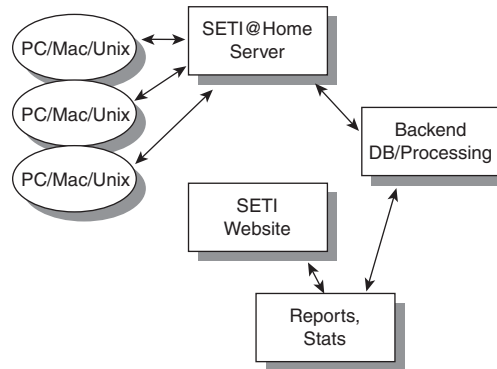 PC/Mac/Unix
PC/Mac/Unix
PC/Mac/Unix
SETI@Home
Server
Backend
DB/Processing
SETI
Website
Reports,
Stats